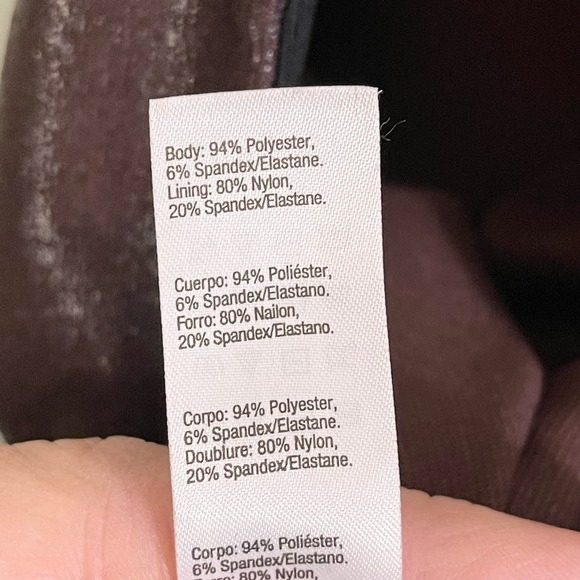 Body: 94% Polyester,
6% Spandex/Elastane.
Lining: 80% Nylon,
20% Spandex/Elastane.
Cuerpo: 94% Poliéster,
6% Spandex/Elastano.
Forro: 80% Nailon,
20% Spandex/Elastano.
Corpo: 94% Polyester,
6% Spandex/Elastane.
Doublure: 80% Nylon,
20% Spandex/Elastane.
Corpo: 94% Poliéster,
6% Spandex/Elastano.
80% Nylon,